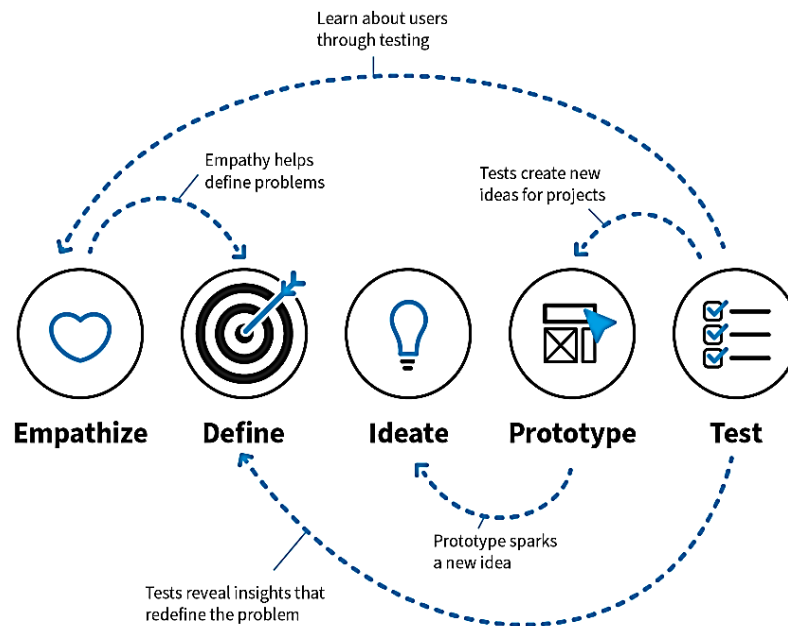 Learn about users
through testing
Empathy helps
define problems
Tests create new
ideas for projects
Empathize
Define
Ideate
Prototype
Test
Prototype sparks
a new idea
Tests reveal insights that
redefine the problem